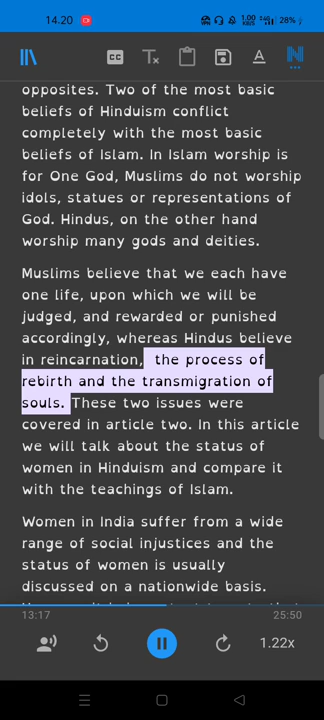 14.20
1.00
KB/S
28%
CC
opposites. Two of the most basic
beliefs of Hinduism conflict
completely with the most basic
beliefs of Islam. In Islam worship is
for One God, Muslims do not worship
idols, statues or representations of
God. Hindus, on the other hand
worship many gods and deities.
Muslims believe that we each have
one life, upon which we will be
judged, and rewarded or punished
accordingly, whereas Hindus believe
in reincarnation, the process of
rebirth and the transmigration of
souls. These two issues were
covered in article two. In this article
we will talk about the status of
women in Hinduism and compare it
with the teachings of Islam.
Women in India suffer from a wide
range of social injustices and the
status of women is usually
discussed on a nationwide basis.
13:17
25:50
1.22x